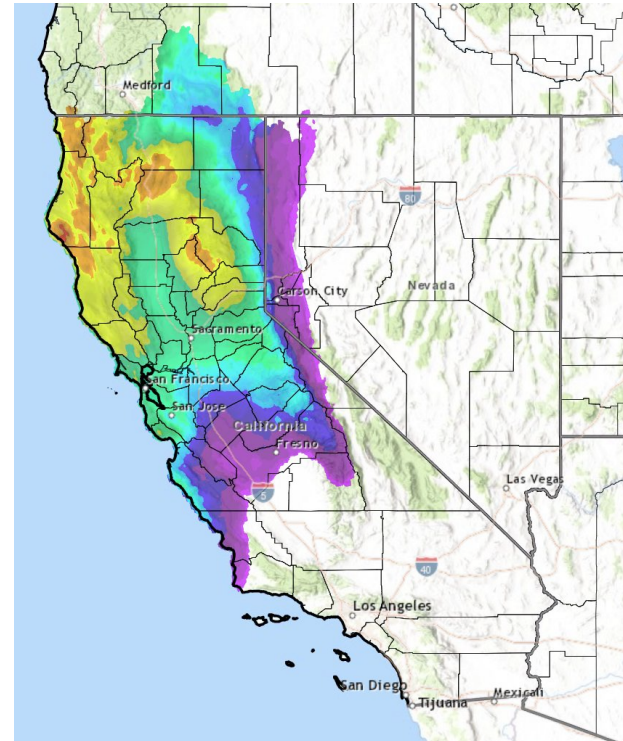 Medford
80
Nevada
Carson City
Sacramento
San Francisco
San Jose
California
Fresno
5
Las Vegas
40
Los Angeles
San Diego
Tijuana
Mexicali